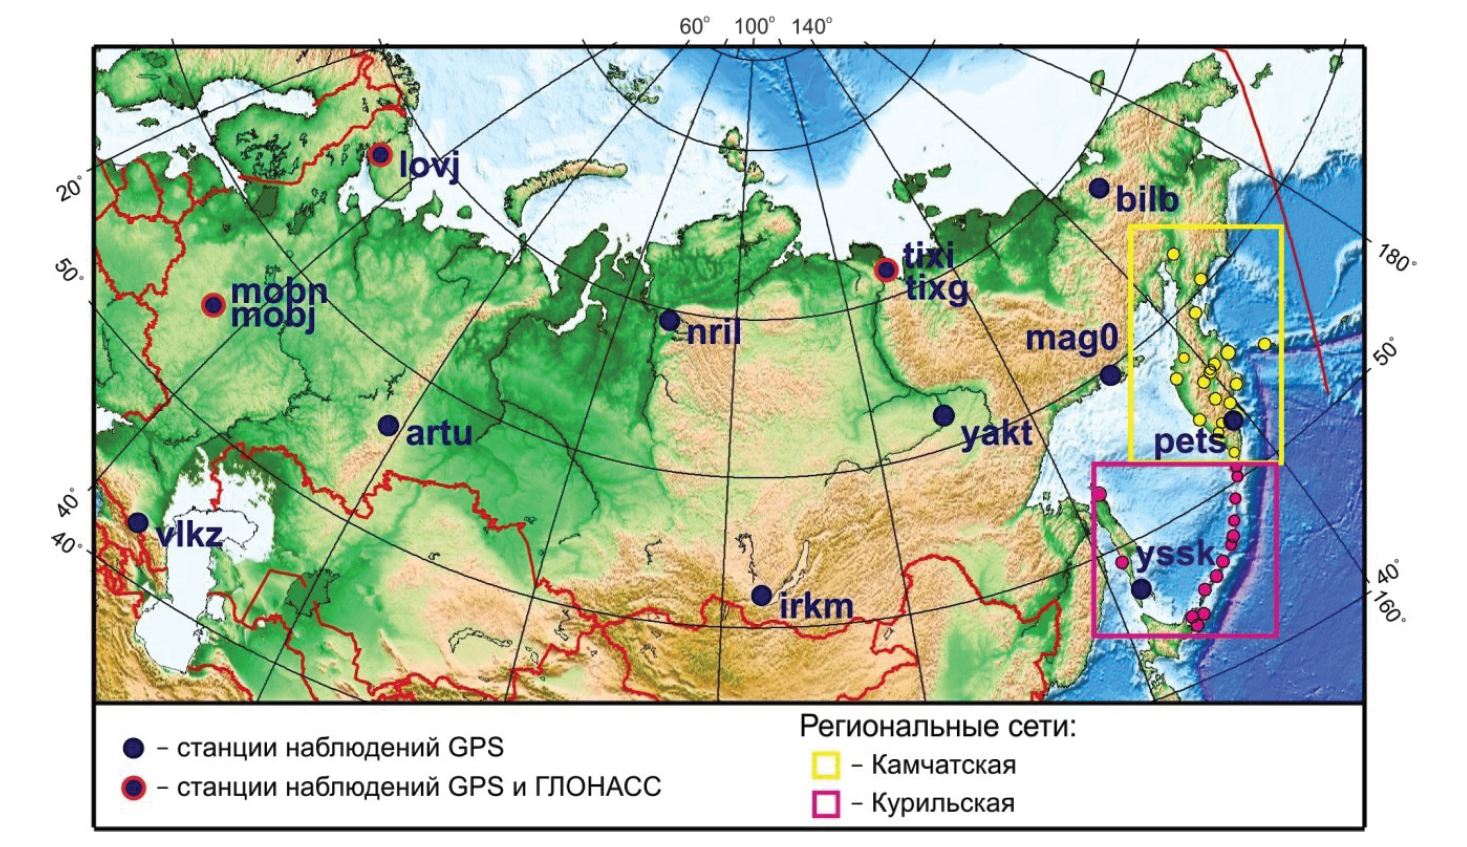 60° 100° 140°
20°
lovj
bilb
50°
mobn
mobj
tixi
tixg
180°
nril
mag0
50°
artu
yakt
pets
40°
vlkz
40°
yssk
40°
160°
irkm
– станции наблюдений GPS
– станции наблюдений GPS и ГЛОНАСС
Региональные сети:
– Камчатская
– Курильская